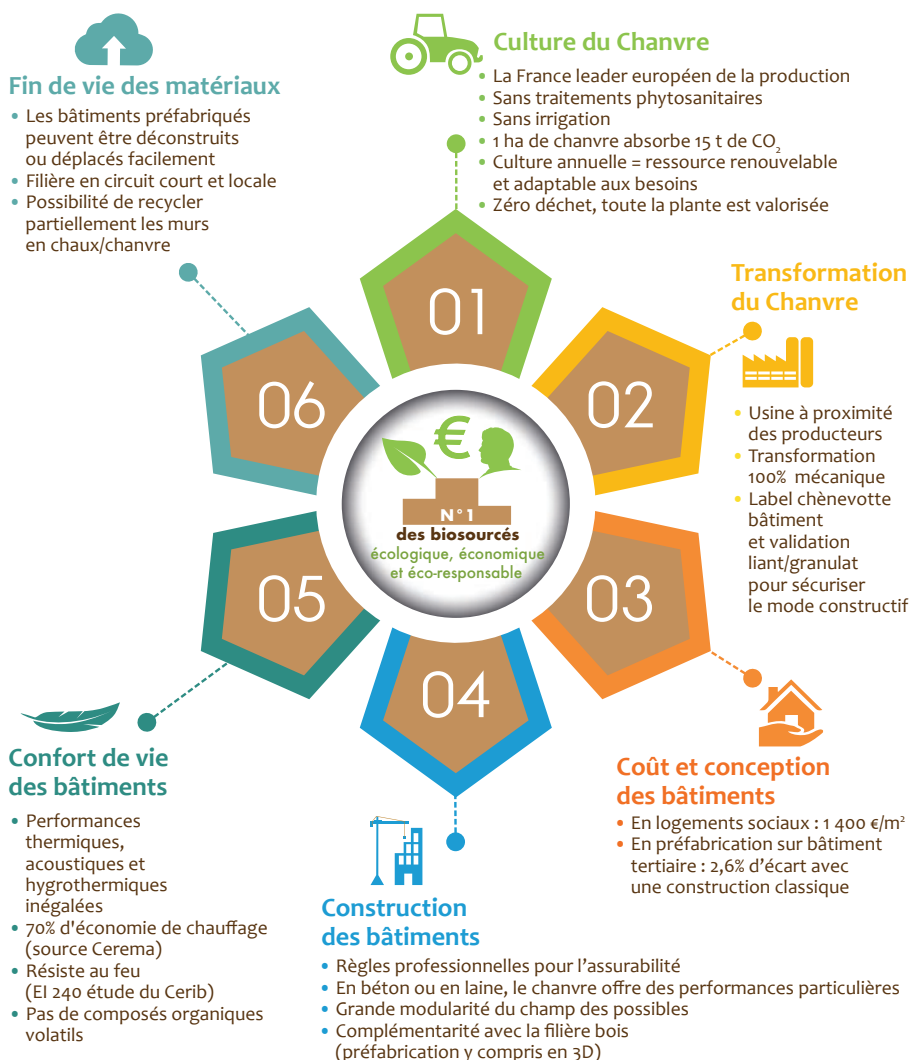 Culture du Chanvre
• La France leader européen de la production
• Sans traitements phytosanitaires
• Sans irrigation
• 1 ha de chanvre absorbe 15 t de CO₂
• Culture annuelle = ressource renouvelable
et adaptable aux besoins
• Zéro déchet, toute la plante est valorisée
01
Transformation
du Chanvre
• Usine à proximité
des producteurs
• Transformation
100% mécanique
• Label chènevotte
bâtiment
et validation
liant/granulat
pour sécuriser
le mode constructif
02
Coût et conception
des bâtiments
• En logements sociaux : 1 400 €/m²
• En préfabrication sur bâtiment
tertiaire : 2,6% d'écart avec
une construction classique
03
Construction
des bâtiments
• Règles professionnelles pour l'assurabilité
• En béton ou en laine, le chanvre offre des performances particulières
• Grande modularité du champ des possibles
• Complémentarité avec la filière bois
(préfabrication y compris en 3D)
04
Confort de vie
des bâtiments
• Performances
thermiques,
acoustiques et
hygrothermiques
inégalées
• 70% d'économie de chauffage
(source Cerema)
• Résiste au feu
(EI 240 étude du Cerib)
• Pas de composés organiques
volatils
05
Fin de vie des matériaux
• Les bâtiments préfabriqués
peuvent être déconstruits
ou déplacés facilement
• Filière en circuit court et locale
• Possibilité de recycler
partiellement les murs
en chaux/chanvre
06
€
N°1
des biosourcés
écologique, économique
et éco-responsable